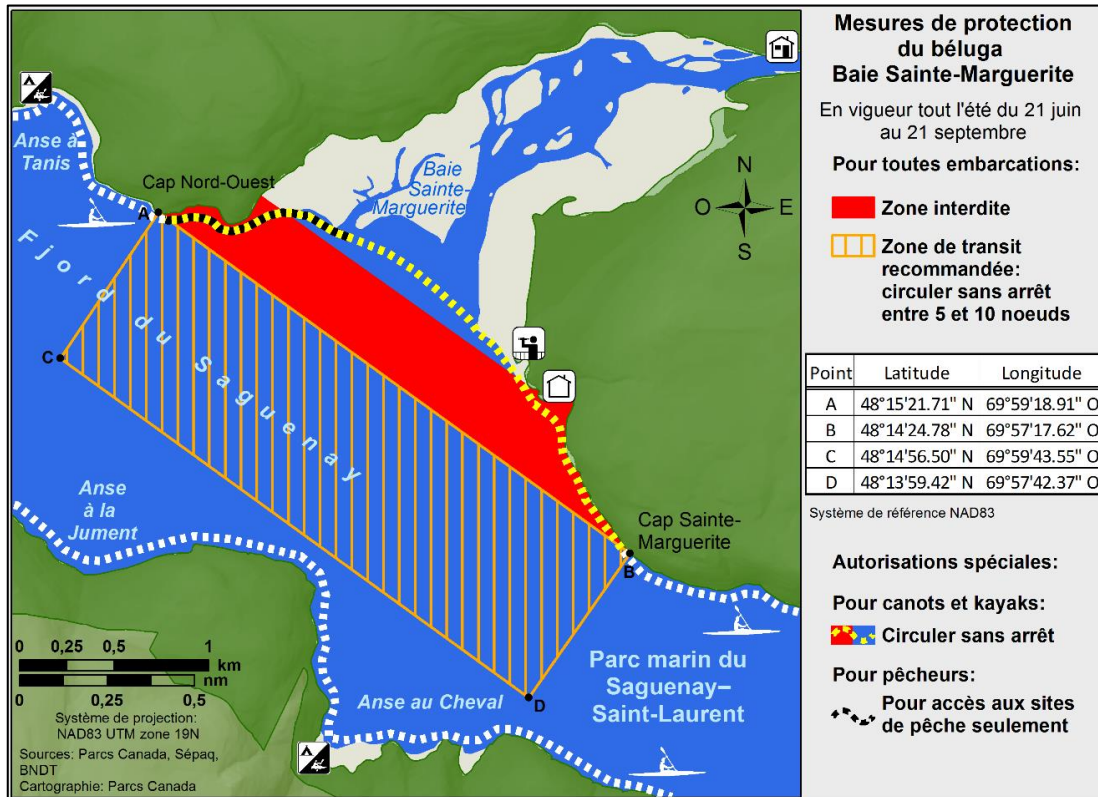 Mesures de protection
du béluga
Baie Sainte-Marguerite
En vigueur tout l'été du 21 juin
au 21 septembre
Pour toutes embarcations:
Zone interdite
Zone de transit
recommandée:
circuler sans arrêt
entre 5 et 10 noeuds
Point Latitude Longitude
A 48°15'21.71" N 69°59'18.91" O
B 48°14'24.78" N 69°57'17.62" O
C 48°14'56.50" N 69°59'43.55" O
D 48°13'59.42" N 69°57'42.37" O
Système de référence NAD83
Autorisations spéciales:
Pour canots et kayaks:
Circuler sans arrêt
Pour pêcheurs:
Pour accès aux sites
de pêche seulement
Anse à
Tanis
Cap Nord-Ouest
A
Baie
Sainte-
Marguerite
N
O E
S
Fjord du Saguenay
C
Anse
à la
Jument
Cap Sainte-
Marguerite
B
D
Parc marin du
Saguenay–
Saint-Laurent
Anse au Cheval
0 0,25 0,5 1
km
nm
0 0,25 0,5
Système de projection:
NAD83 UTM zone 19N
Sources: Parcs Canada, Sépaq,
BNDT
Cartographie: Parcs Canada